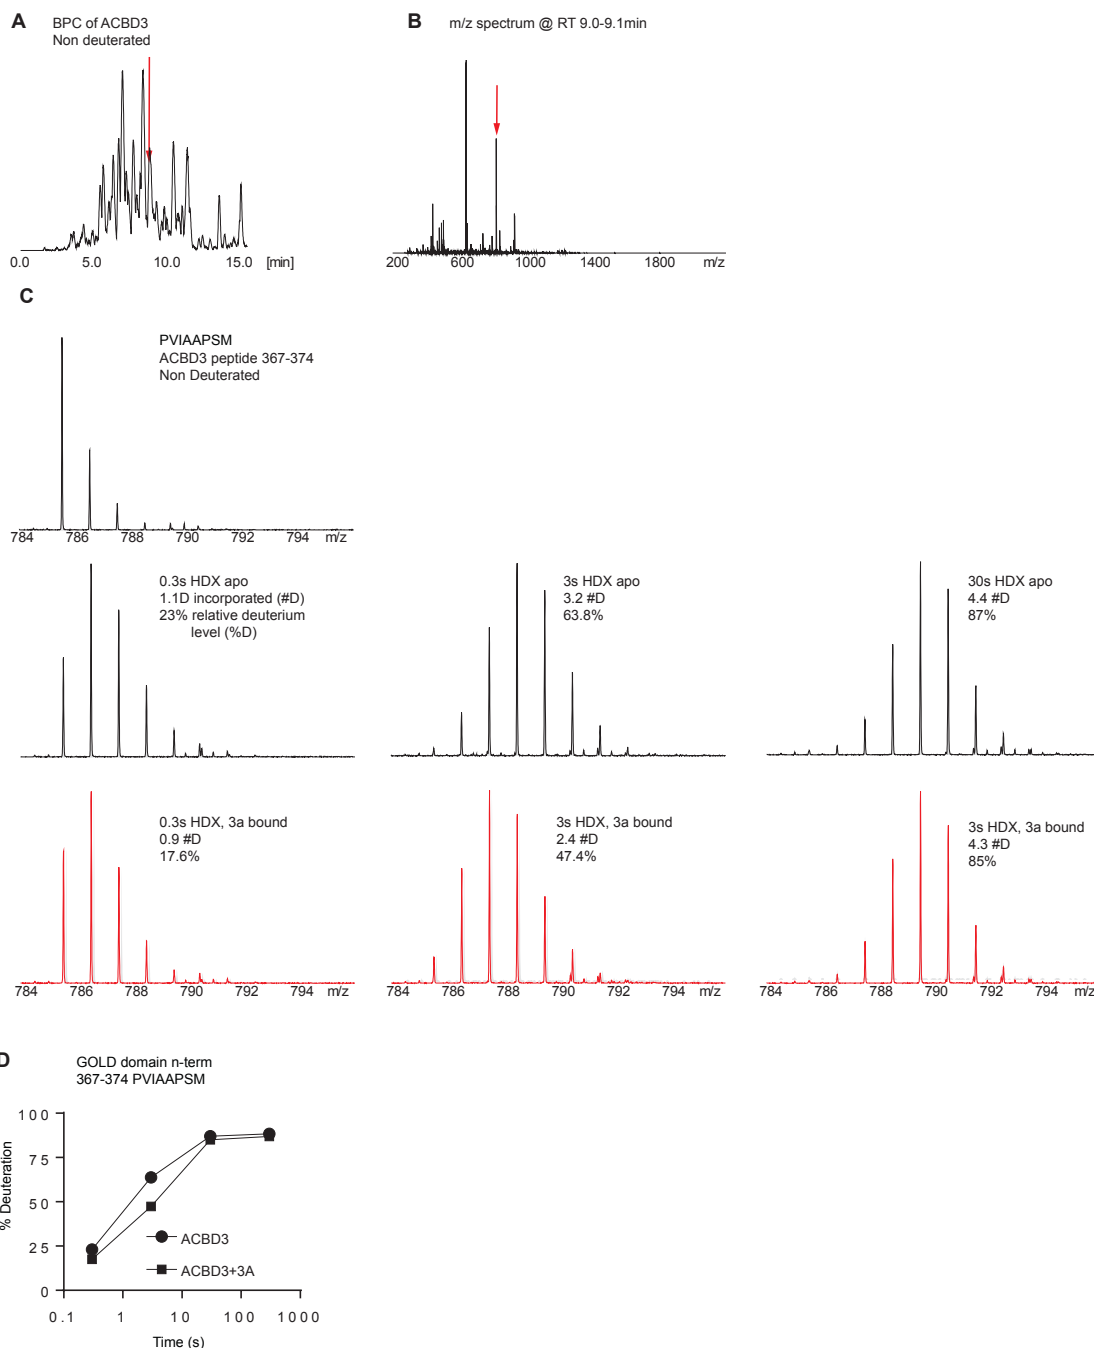 A
BPC of ACBD3
Non deuterated
0.0 5.0 10.0 15.0 [min]
B
m/z spectrum @ RT 9.0-9.1min
200 600 1000 1400 1800 m/z
C
PVIAAPSM
ACBD3 peptide 367-374
Non Deuterated
784 786 788 790 792 794 m/z
0.3s HDX apo
1.1D incorporated (#D)
23% relative deuterium
level (%D)
3s HDX apo
3.2 #D
63.8%
30s HDX apo
4.4 #D
87%
0.3s HDX, 3a bound
0.9 #D
17.6%
784 786 788 790 792 794 m/z
3s HDX, 3a bound
2.4 #D
47.4%
784 786 788 790 792 794 m/z
3s HDX, 3a bound
4.3 #D
85%
784 786 788 790 792 794 m/z
D
GOLD domain n-term
367-374 PVIAAPSM
% Deuteration
100
75
50
25
0
ACBD3
ACBD3+3A
0.1 1 10 100 1000
Time (s)